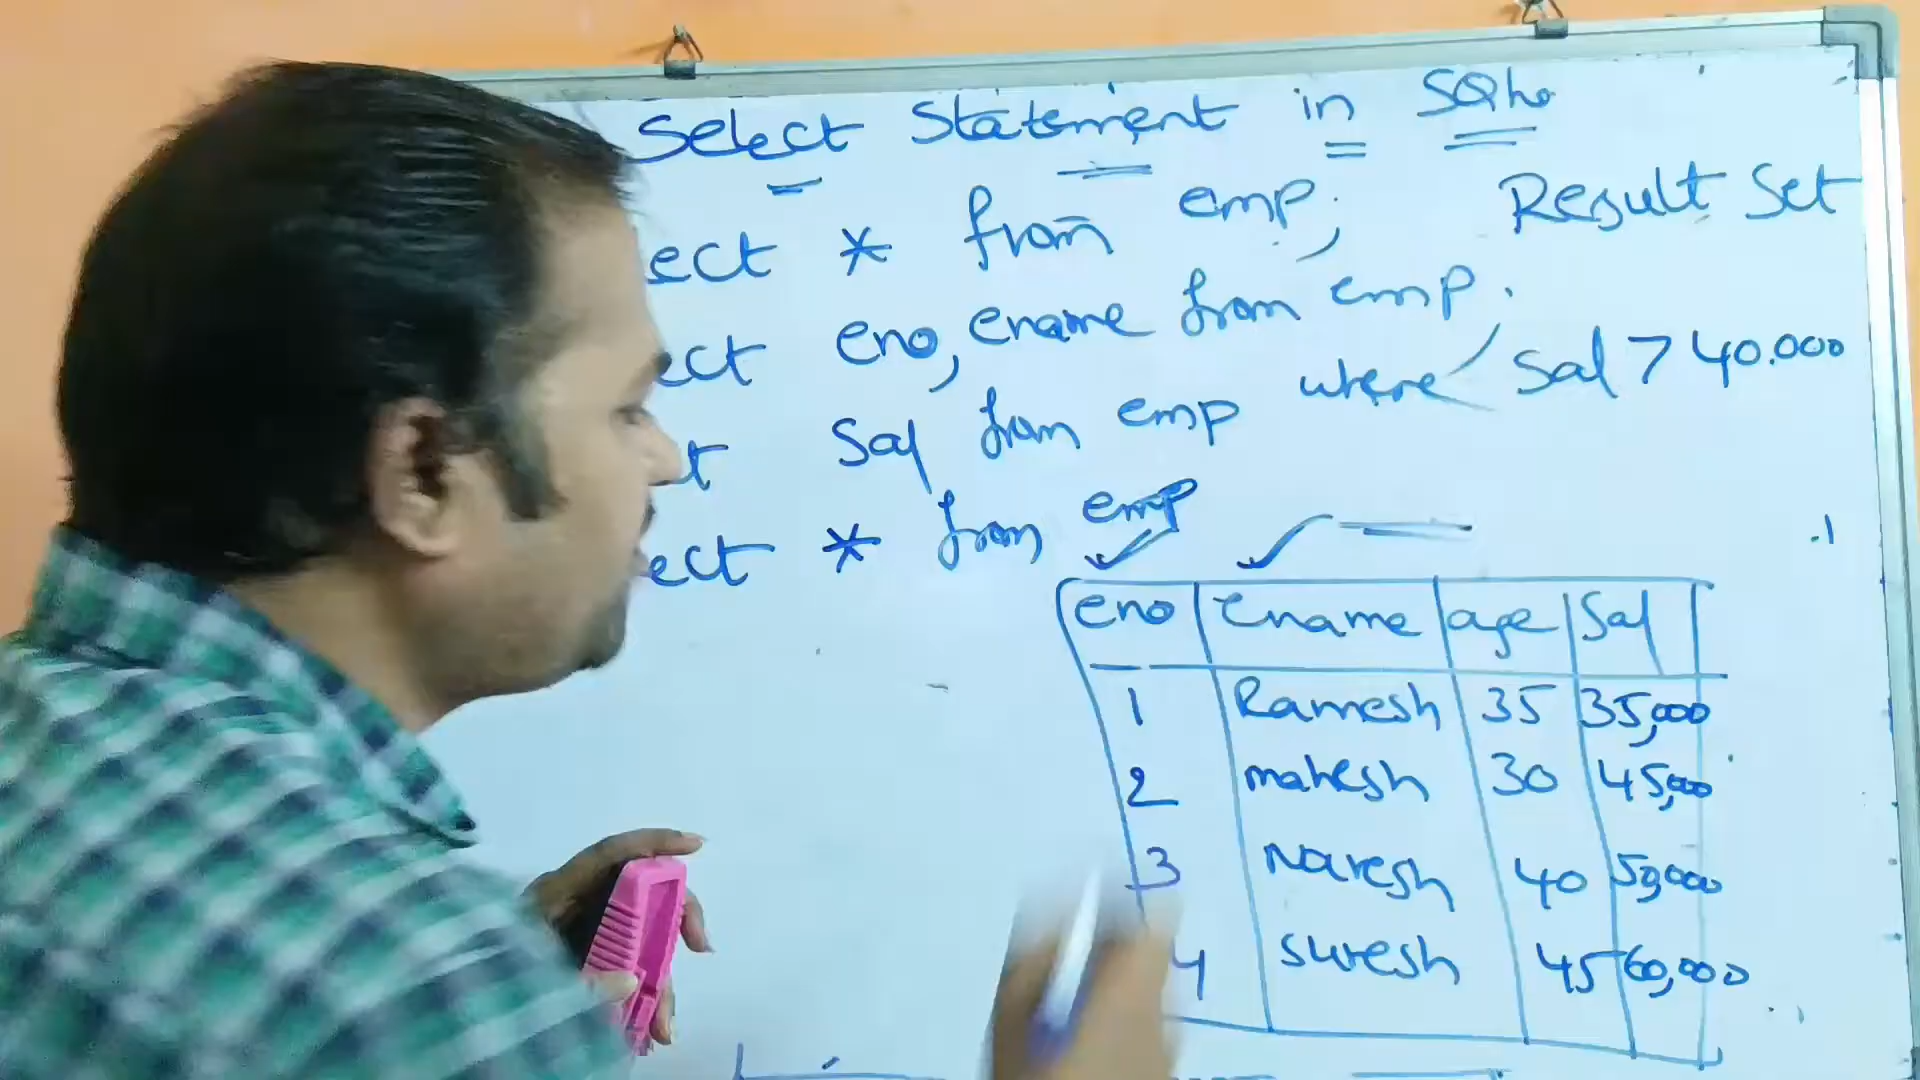 Select Statement in SQL
ect * from emp; Result Set
ect eno, ename from emp.
t Sal from emp where Sal > 40.000
ect * from emp
eno ename age Sal
1 Ramesh 35 35,000
2 mahesh 30 45,000
3 Naresh 40 50,000
4 Suresh 45 60,000